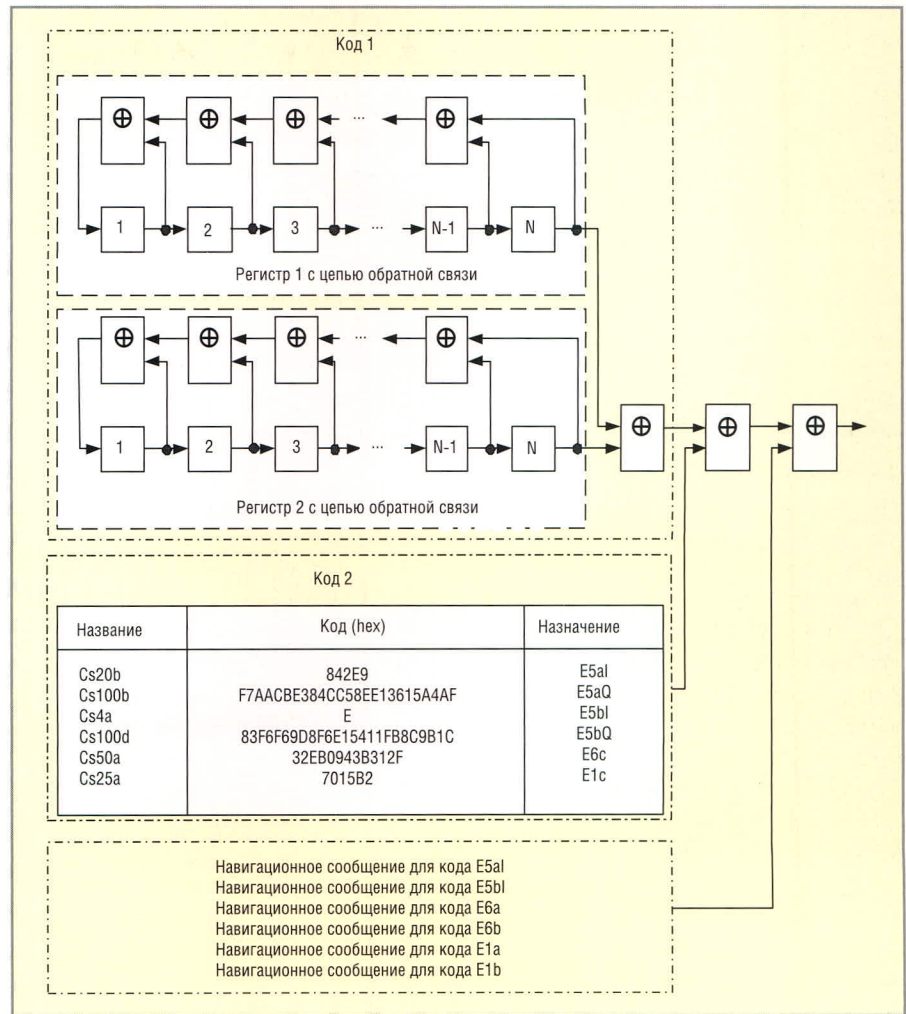 Код 1
⊕ ⊕ ⊕ ... ⊕
1 2 3 ... N-1 N
Регистр 1 с цепью обратной связи
⊕ ⊕ ⊕ ... ⊕
1 2 3 ... N-1 N
⊕ ⊕ ⊕
Регистр 2 с цепью обратной связи
Код 2
Название Код (hex) Назначение
Cs20b 842E9 E5aI
Cs100b F7AACBE384CC58EE13615A4AF E5aQ
Cs4a E E5bI
Cs100d 83F6F69D8F6E15411FB8C9B1C E5bQ
Cs50a 32EB0943B312F E6c
Cs25a 7015B2 E1c
Навигационное сообщение для кода E5aI
Навигационное сообщение для кода E5bI
Навигационное сообщение для кода E6a
Навигационное сообщение для кода E6b
Навигационное сообщение для кода E1a
Навигационное сообщение для кода E1b